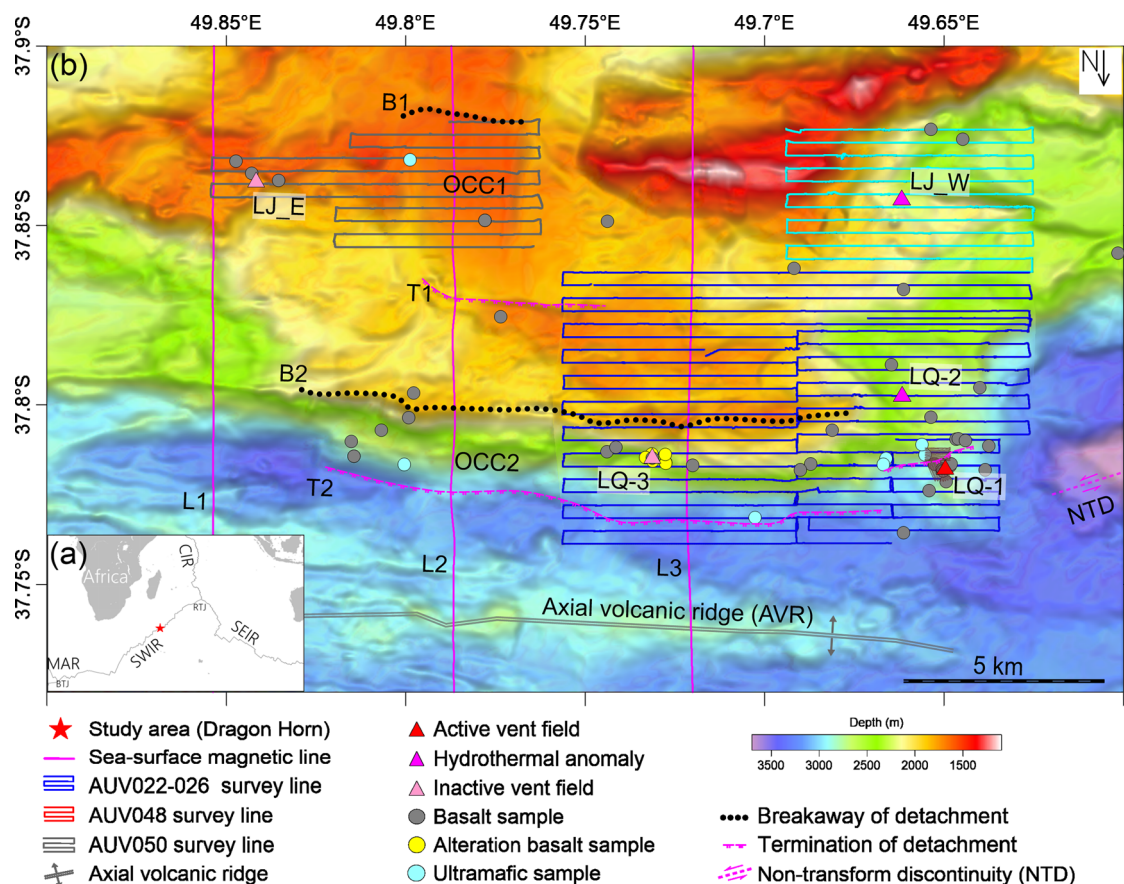 49.85°E 49.8°E 49.75°E 49.7°E 49.65°E
37.9°S
(b)
N
B1
OCC1
LJ_E
LJ_W
37.85°S
T1
B2
LQ-2
37.8°S
OCC2
LQ-3
LQ-1
T2
L1
NTD
(a)
L2
L3
Africa
CIR
37.75°S
RTJ
Axial volcanic ridge (AVR)
SEIR
SWIR
MAR
BTJ
5 km
Study area (Dragon Horn)
Sea-surface magnetic line
AUV022-026 survey line
AUV048 survey line
AUV050 survey line
Axial volcanic ridge
Active vent field
Hydrothermal anomaly
Inactive vent field
Basalt sample
Alteration basalt sample
Ultramafic sample
Depth (m)
3500 3000 2500 2000 1500
Breakaway of detachment
Termination of detachment
Non-transform discontinuity (NTD)